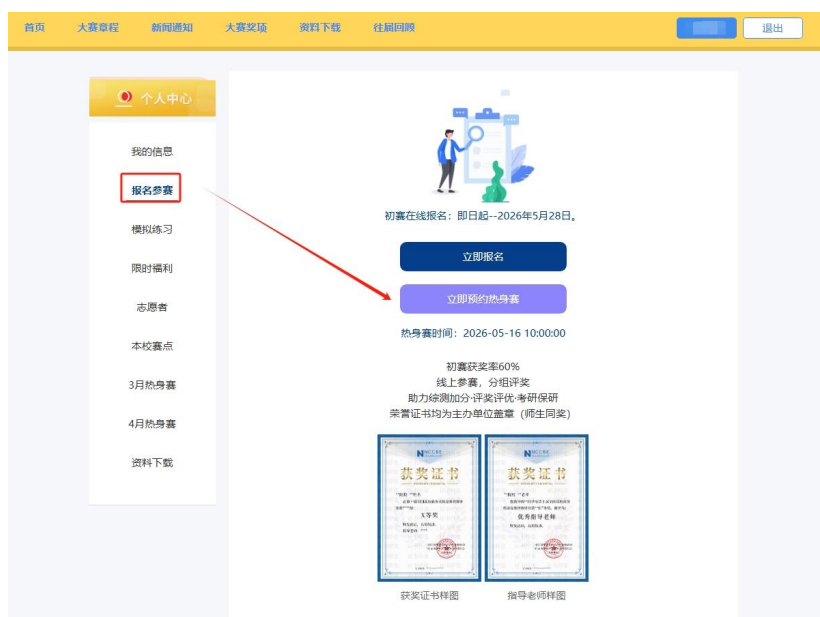 首页 大赛章程 新闻通知 大赛奖项 资料下载 往届回顾 退出
个人中心
我的信息
报名参赛
模拟练习
限时福利
志愿者
本校赛点
3月热身赛
4月热身赛
资料下载
初赛在线报名：即日起--2026年5月28日。
立即报名
立即预约热身赛
热身赛时间：2026-05-16 10:00:00
初赛获奖率60%
线上参赛，分组评奖
助力综测加分·评奖评优·考研保研
荣誉证书均为主办单位盖章（师生同奖）
获奖证书
X等奖
获奖证书
优秀指导老师
获奖证书样图
指导老师样图